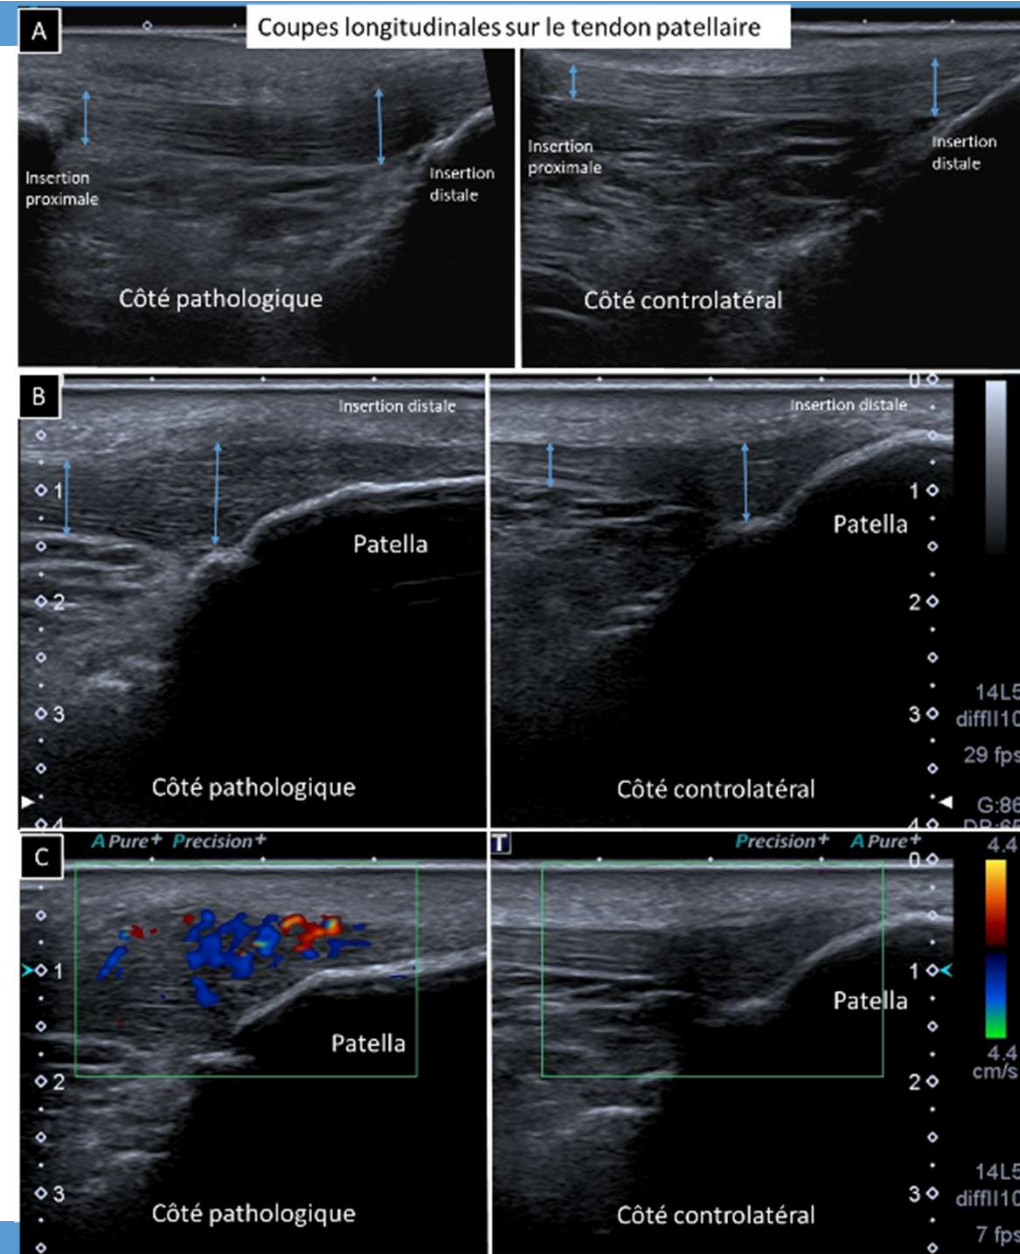 A
Coupes longitudinales sur le tendon patellaire
Insertion
proximale
Insertion
distale
Côté pathologique
Insertion
proximale
Insertion
distale
Côté controlatéral
B
Insertion distale
1
Patella
2
3
Côté pathologique
Insertion distale
0
1
Patella
2
3
14L5
diffII10
29 fps
Côté controlatéral
G:86
4
C
A Pure+ Precision+
1
Patella
2
3
Côté pathologique
T
Precision+ A Pure+
4.4
0
1
Patella
4.4
cm/s
2
14L5
3
diffII10
Côté controlatéral
7 fps